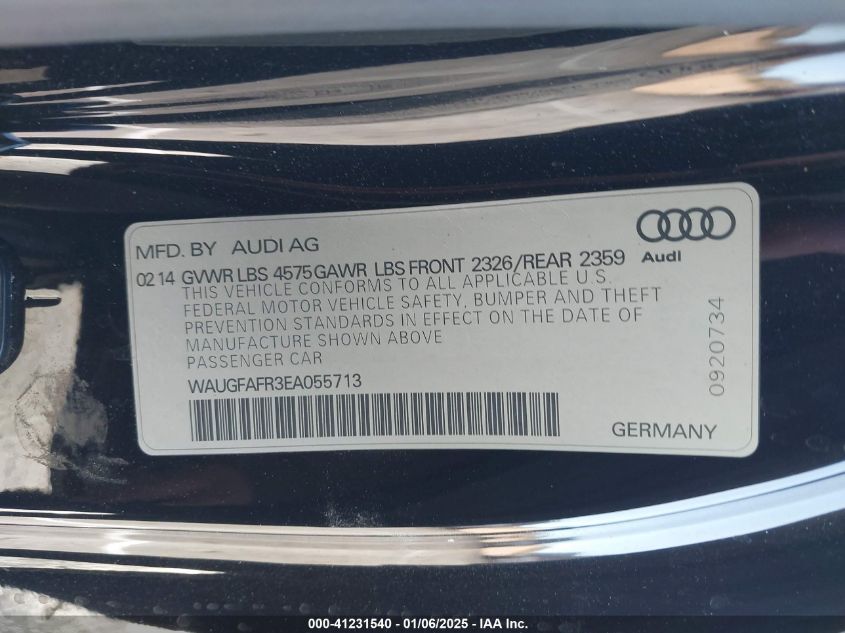 MFD. BY AUDI AG
Audi
02 14 GVWR LBS 4575 GAWR LBS FRONT 2326/REAR 2359
THIS VEHICLE CONFORMS TO ALL APPLICABLE U.S.
FEDERAL MOTOR VEHICLE SAFETY, BUMPER AND THEFT
PREVENTION STANDARDS IN EFFECT ON THE DATE OF
MANUFACTURE SHOWN ABOVE
PASSENGER CAR
WAUGFAFR3EA055713
GERMANY
0920734
000-41231540 - 01/06/2025 - IAA Inc.